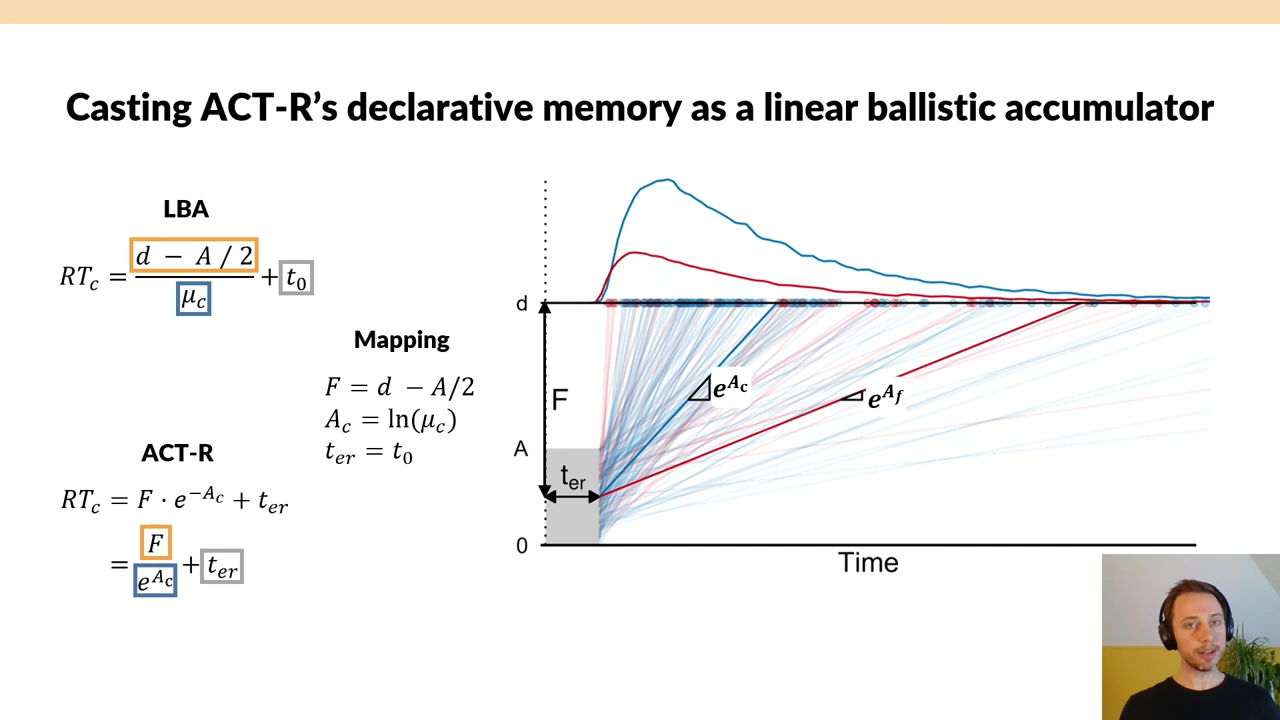 Casting ACT-R's declarative memory as a linear ballistic accumulator
LBA
RT_c = (d − A / 2) / μ_c + t_0
Mapping
F = d − A/2
A_c = ln(μ_c)
t_er = t_0
ACT-R
RT_c = F · e^{−A_c} + t_er
= F / e^{A_c} + t_er
d
F
A
t_er
0
e^{A_c}
e^{A_f}
Time